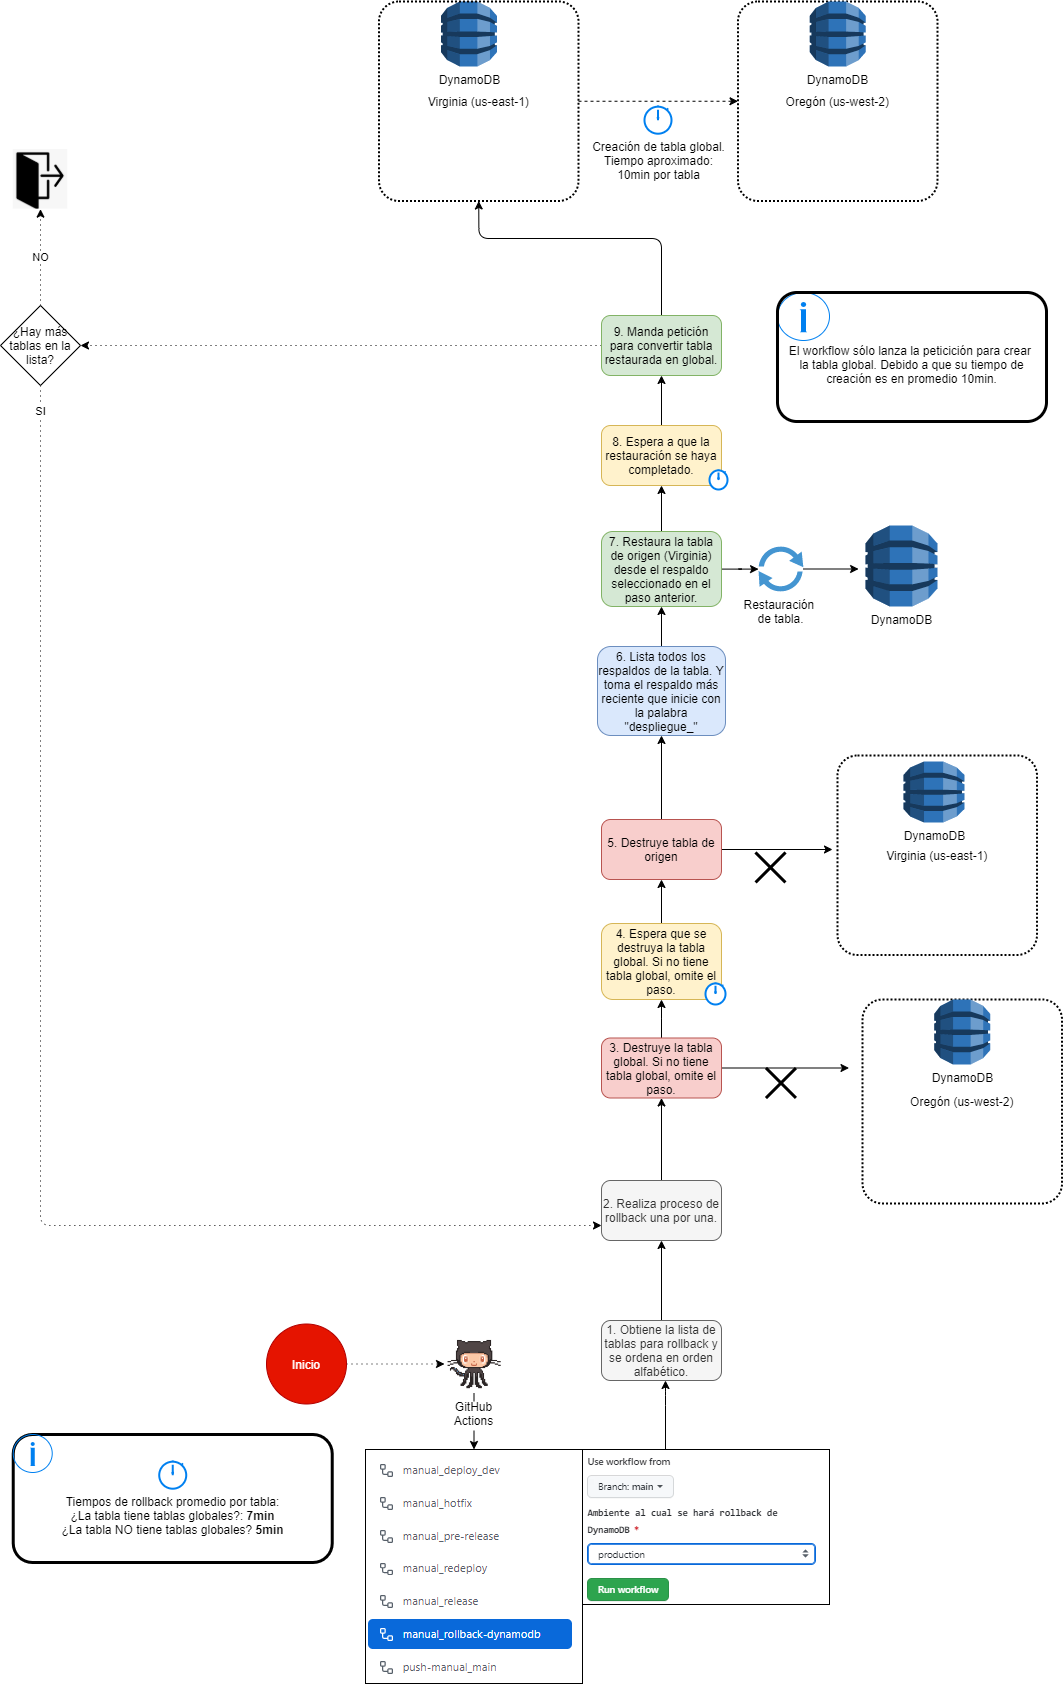 DynamoDB
Virginia (us-east-1)
DynamoDB
Oregón (us-west-2)
Creación de tabla global.
Tiempo aproximado:
10min por tabla
NO
¿Hay más
tablas en la
lista?
SI
9. Manda petición
para convertir tabla
restaurada en global.
i
El workflow sólo lanza la peticición para crear
la tabla global. Debido a que su tiempo de
creación es en promedio 10min.
8. Espera a que la
restauración se haya
completado.
7. Restaura la tabla
de origen (Virginia)
desde el respaldo
seleccionado en el
paso anterior.
Restauración
de tabla.
DynamoDB
6. Lista todos los
respaldos de la tabla. Y
toma el respaldo más
reciente que inicie con
la palabra
"despliegue_"
5. Destruye tabla de
origen
DynamoDB
Virginia (us-east-1)
4. Espera que se
destruya la tabla
global. Si no tiene
tabla global, omite el
paso.
3. Destruye la tabla
global. Si no tiene
tabla global, omite el
paso.
DynamoDB
Oregón (us-west-2)
2. Realiza proceso de
rollback una por una.
1. Obtiene la lista de
tablas para rollback y
se ordena en orden
alfabético.
Inicio
GitHub
Actions
i
Tiempos de rollback promedio por tabla:
¿La tabla tiene tablas globales?: 7min
¿La tabla NO tiene tablas globales? 5min
manual_deploy_dev
manual_hotfix
manual_pre-release
manual_redeploy
manual_release
manual_rollback-dynamodb
push-manual_main
Use workflow from
Branch: main
Ambiente al cual se hará rollback de
DynamoDB *
production
Run workflow